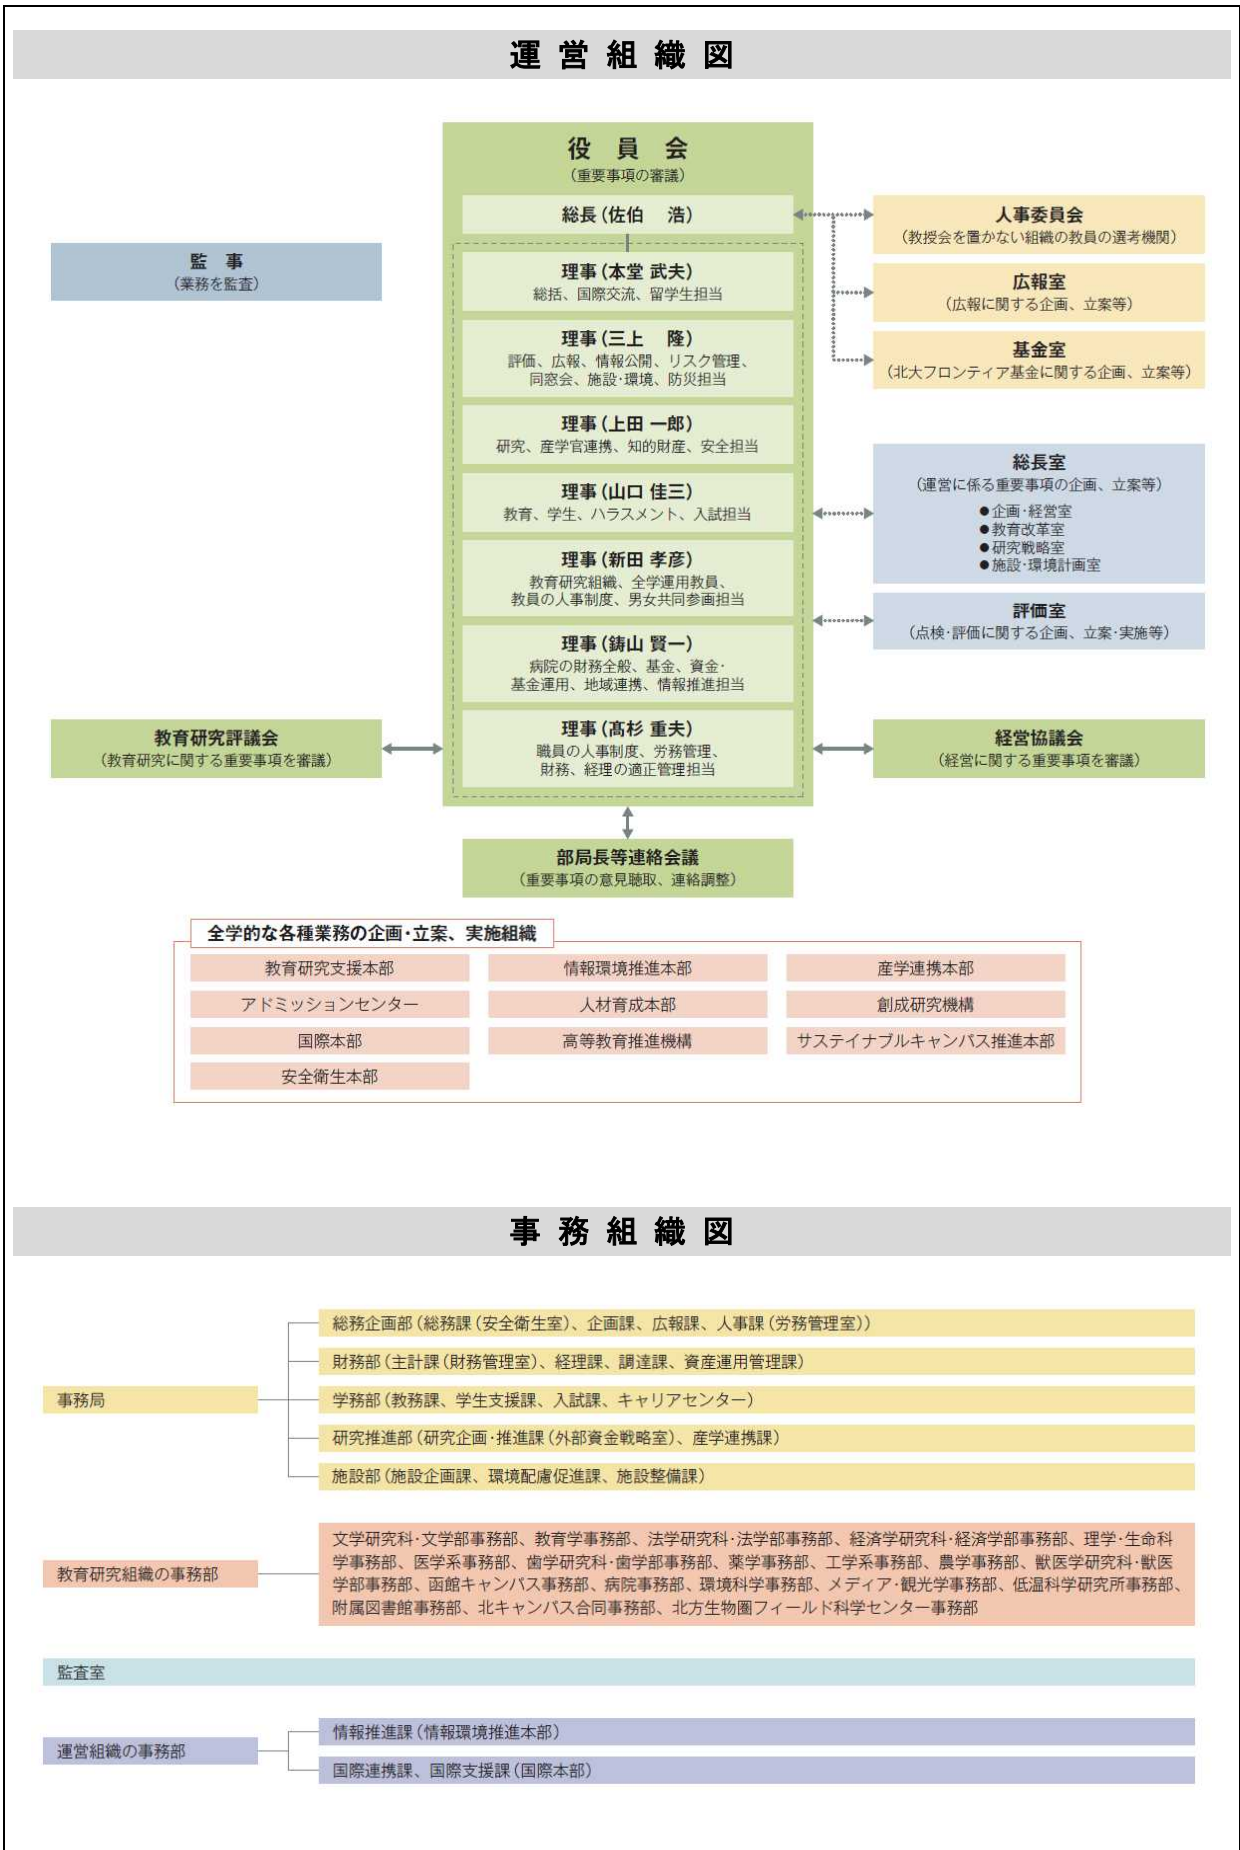 運営組織図
役員会
（重要事項の審議）
総長（佐伯　浩）
監事
（業務を監査）
理事（本堂 武夫）
総括、国際交流、留学生担当
理事（三上　隆）
評価、広報、情報公開、リスク管理、
同窓会、施設・環境、防災担当
理事（上田 一郎）
研究、産学官連携、知的財産、安全担当
理事（山口 佳三）
教育、学生、ハラスメント、入試担当
理事（新田 孝彦）
教育研究組織、全学運用教員、
教員の人事制度、男女共同参画担当
理事（鋳山 賢一）
病院の財務全般、基金、資金・
基金運用、地域連携、情報推進担当
理事（髙杉 重夫）
職員の人事制度、労務管理、
財務、経理の適正管理担当
人事委員会
（教授会を置かない組織の教員の選考機関）
広報室
（広報に関する企画、立案等）
基金室
（北大フロンティア基金に関する企画、立案等）
総長室
（運営に係る重要事項の企画、立案等）
●企画・経営室
●教育改革室
●研究戦略室
●施設・環境計画室
評価室
（点検・評価に関する企画、立案・実施等）
教育研究評議会
（教育研究に関する重要事項を審議）
経営協議会
（経営に関する重要事項を審議）
部局長等連絡会議
（重要事項の意見聴取、連絡調整）
全学的な各種業務の企画・立案、実施組織
教育研究支援本部
情報環境推進本部
産学連携本部
アドミッションセンター
人材育成本部
創成研究機構
国際本部
高等教育推進機構
サステイナブルキャンパス推進本部
安全衛生本部
事務組織図
事務局
総務企画部（総務課（安全衛生室）、企画課、広報課、人事課（労務管理室））
財務部（主計課（財務管理室）、経理課、調達課、資産運用管理課）
学務部（教務課、学生支援課、入試課、キャリアセンター）
研究推進部（研究企画・推進課（外部資金戦略室）、産学連携課）
施設部（施設企画課、環境配慮促進課、施設整備課）
教育研究組織の事務部
文学研究科・文学部事務部、教育学事務部、法学研究科・法学部事務部、経済学研究科・経済学部事務部、理学・生命科
学事務部、医学系事務部、歯学研究科・歯学部事務部、薬学事務部、工学系事務部、農学事務部、獣医学研究科・獣医
学部事務部、函館キャンパス事務部、病院事務部、環境科学事務部、メディア・観光学事務部、低温科学研究所事務部、
附属図書館事務部、北キャンパス合同事務部、北方生物圏フィールド科学センター事務部
監査室
運営組織の事務部
情報推進課（情報環境推進本部）
国際連携課、国際支援課（国際本部）